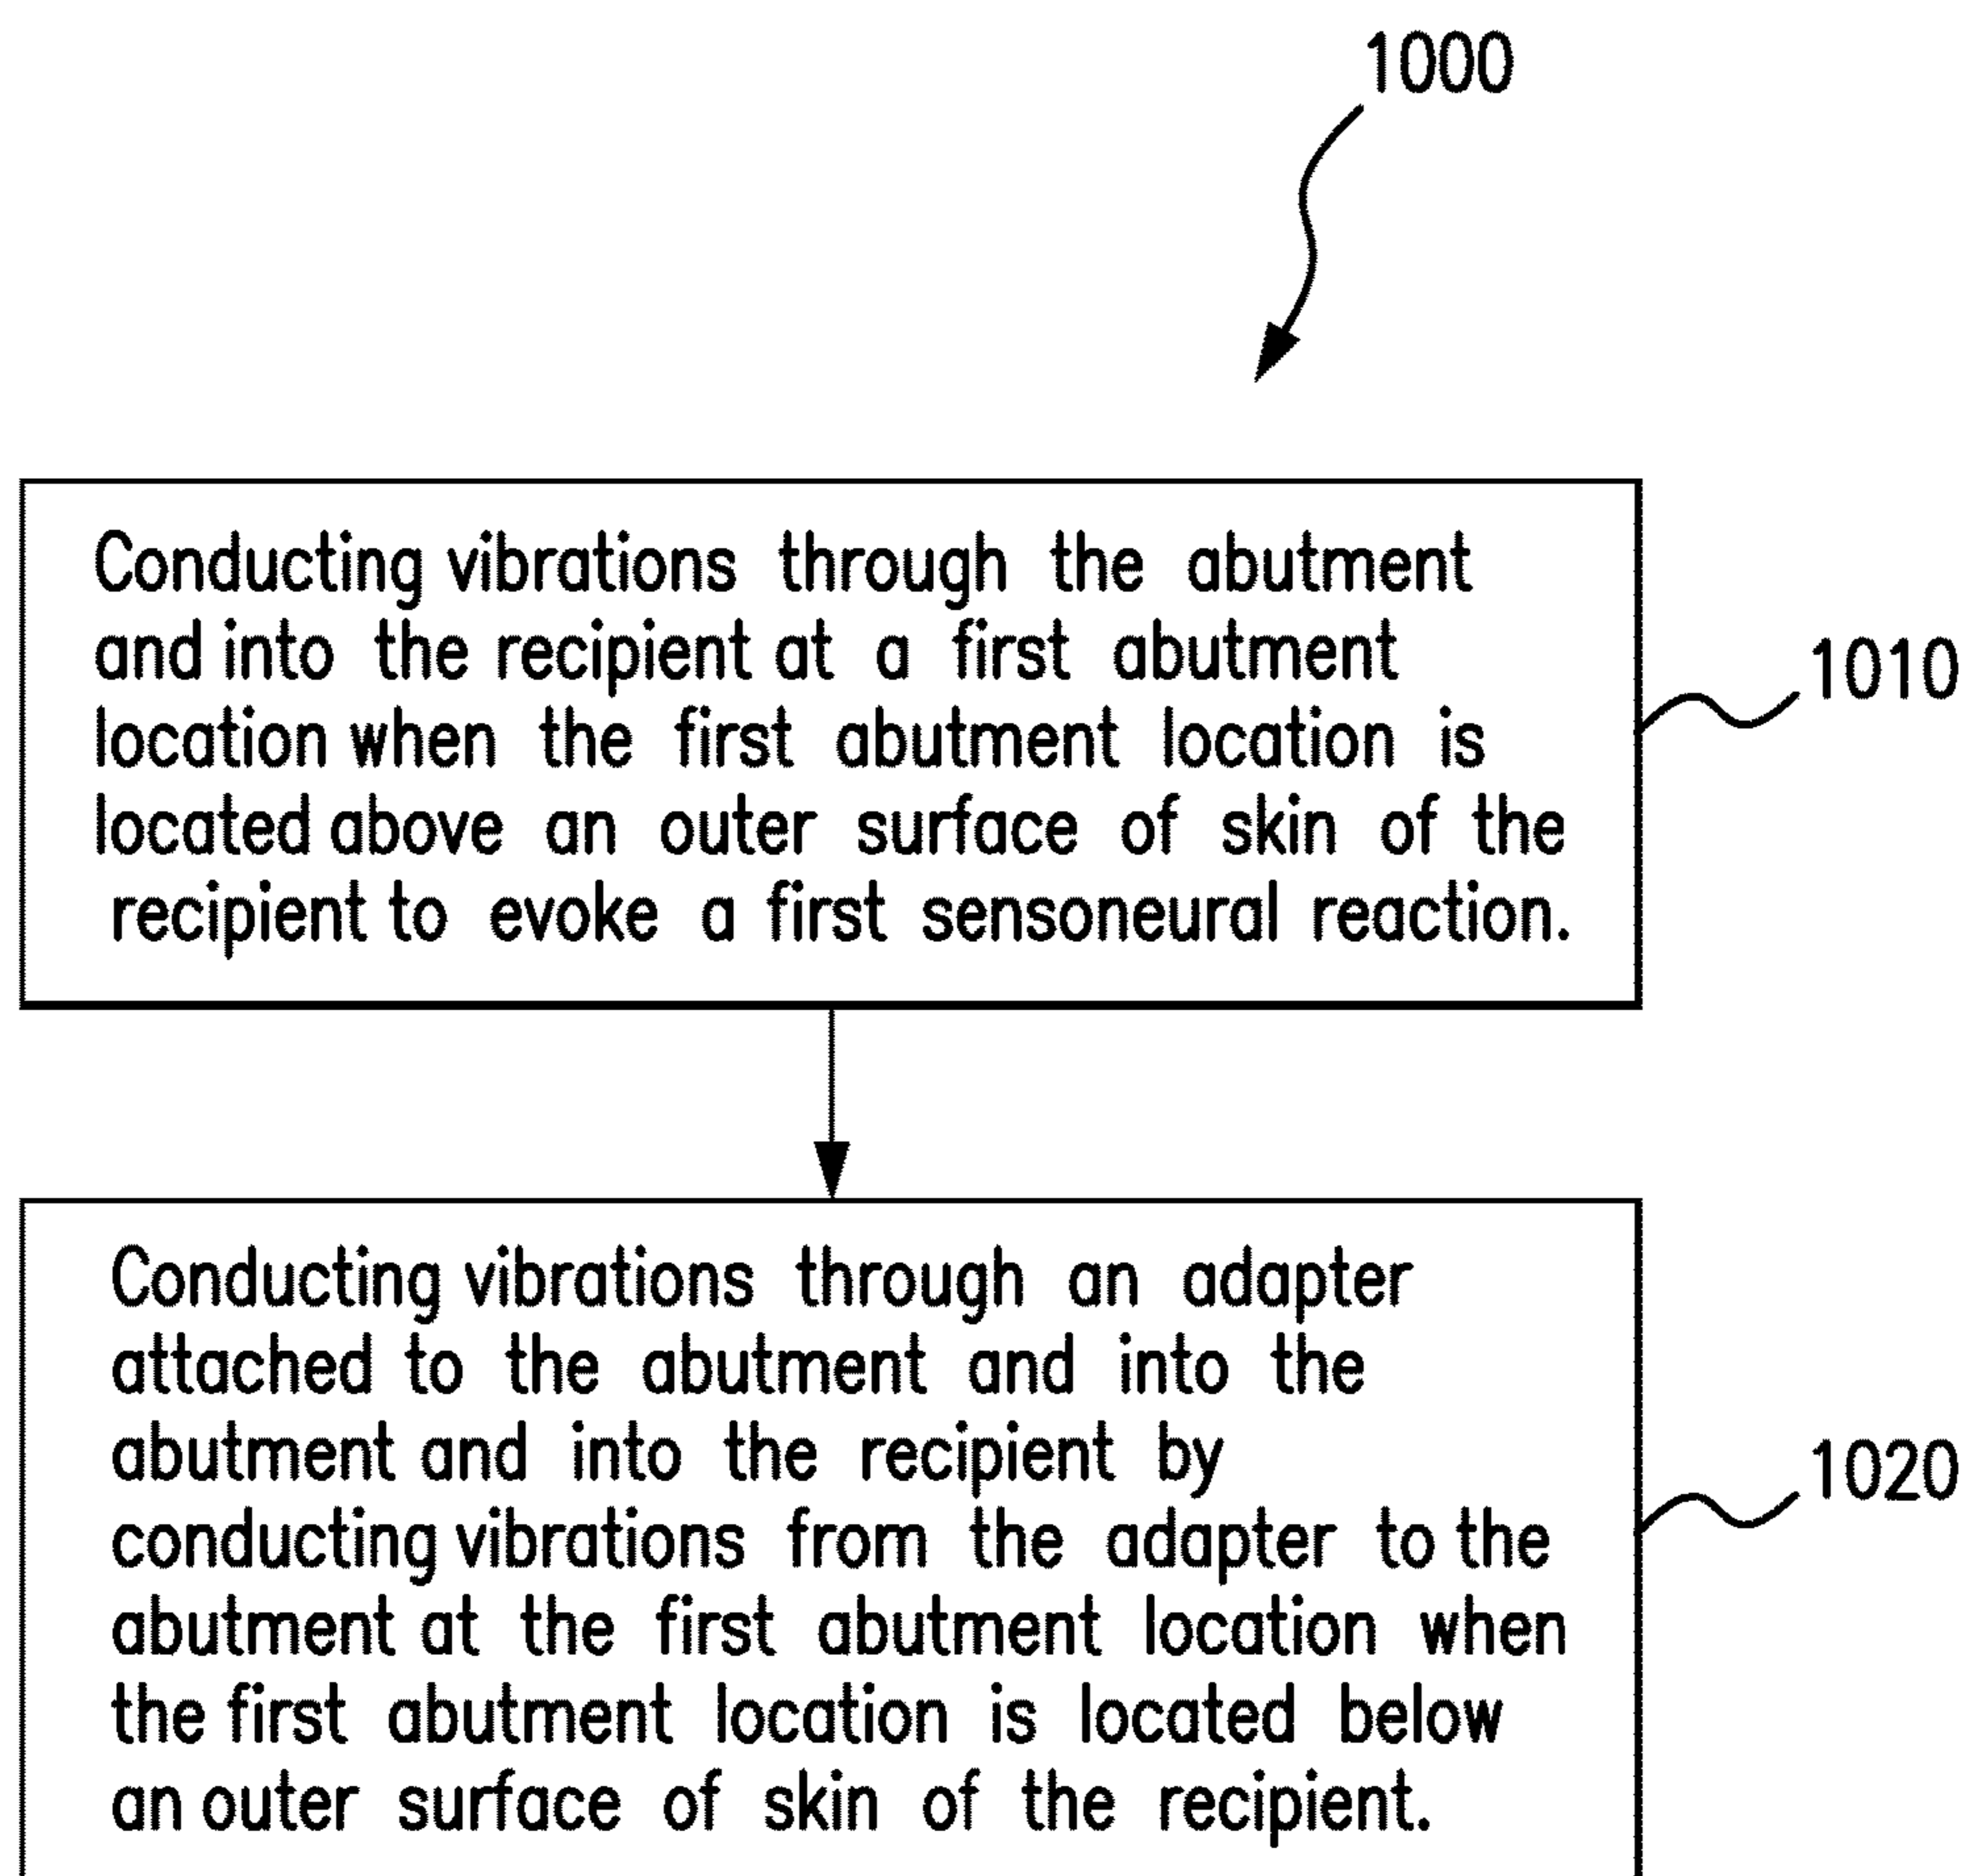 1000
Conducting vibrations through the abutment
and into the recipient at a first abutment
location when the first abutment location is
located above an outer surface of skin of the
recipient to evoke a first sensoneural reaction.
1010
Conducting vibrations through an adapter
attached to the abutment and into the
abutment and into the recipient by
conducting vibrations from the adapter to the
abutment at the first abutment location when
the first abutment location is located below
an outer surface of skin of the recipient.
1020